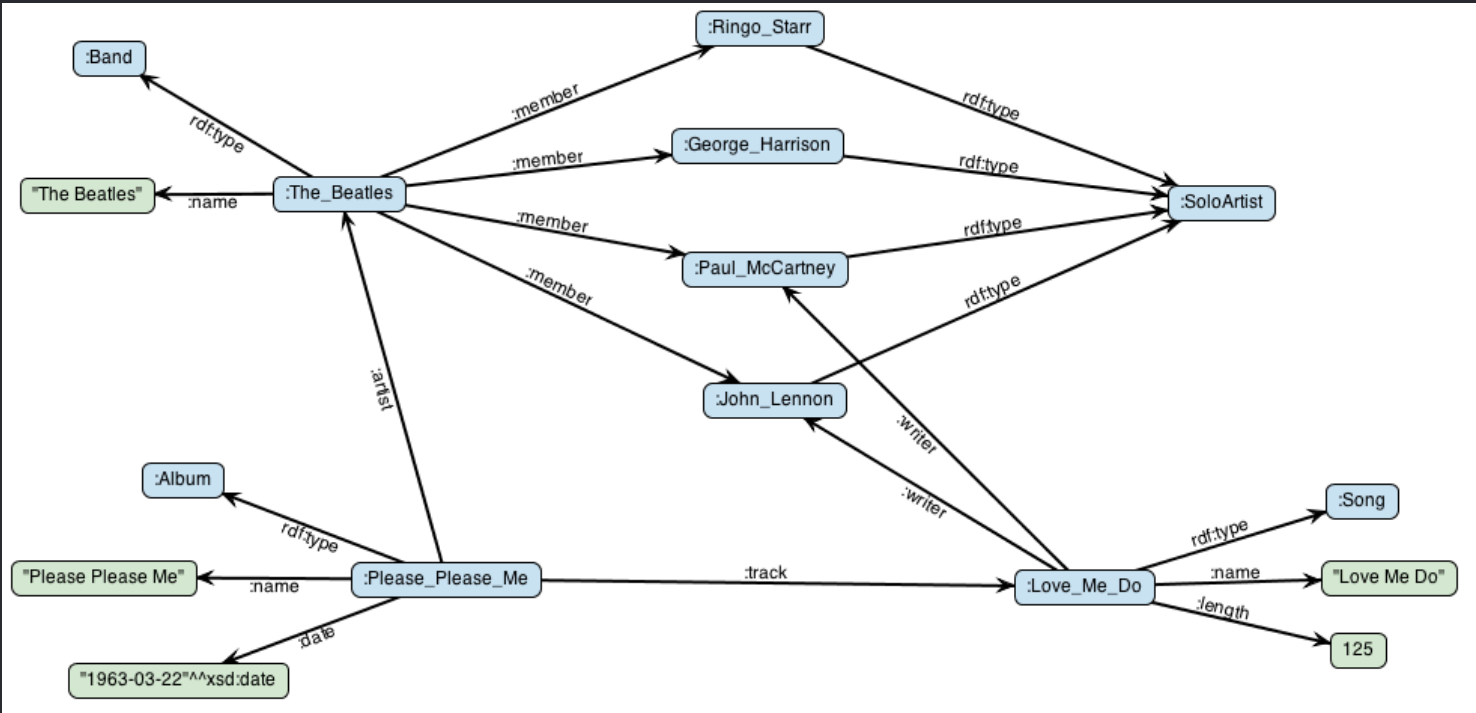 :Ringo_Starr
:Band
:member
rdf:type
rdf:type
:George_Harrison
:member
rdf:type
:The_Beatles
"The Beatles"
:name
:SoloArtist
:member
rdf:type
:Paul_McCartney
:member
rdf:type
:artist
:John_Lennon
:writer
:Album
:writer
:Song
rdf:type
rdf:type
"Please Please Me"
:name
:Please_Please_Me
:track
:Love_Me_Do
:name
"Love Me Do"
:length
:date
125
"1963-03-22"^^xsd:date